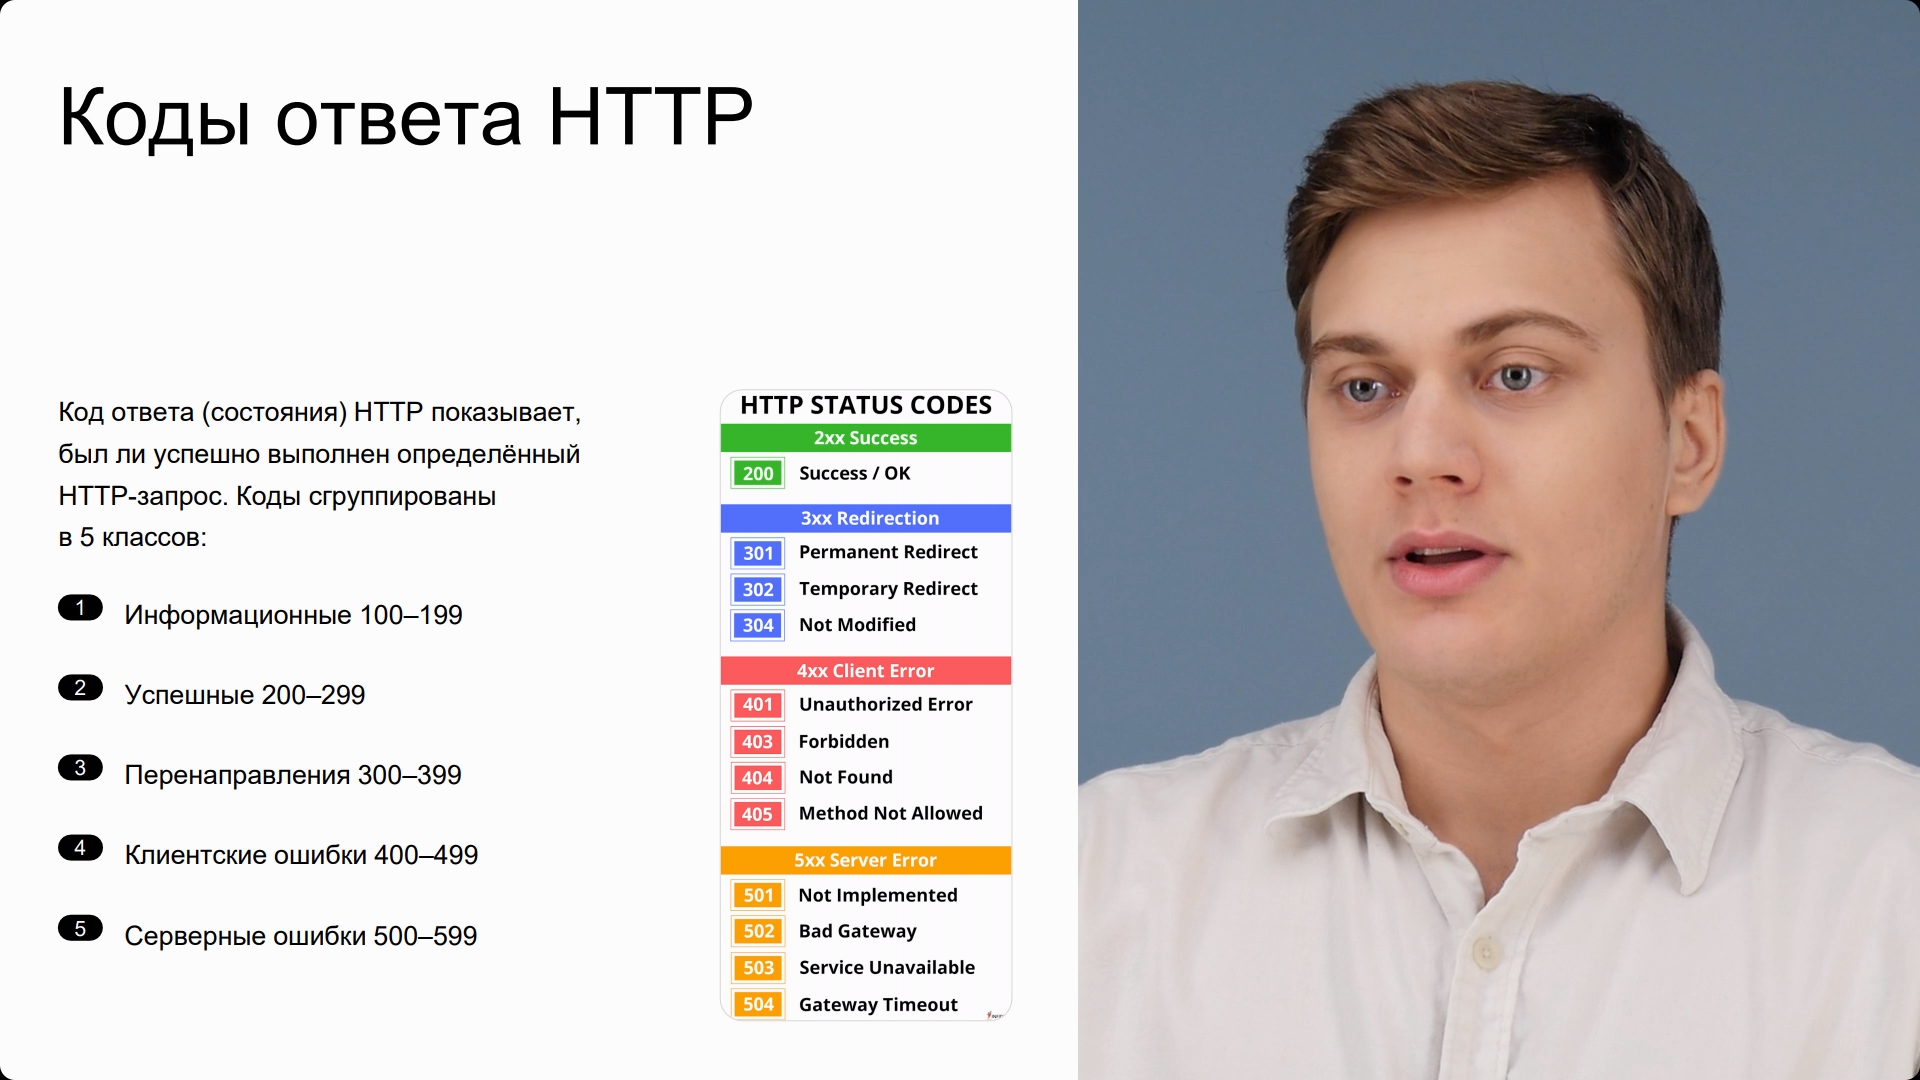 Коды ответа HTTP
Код ответа (состояния) HTTP показывает,
был ли успешно выполнен определённый
HTTP-запрос. Коды сгруппированы
в 5 классов:
1 Информационные 100–199
2 Успешные 200–299
3 Перенаправления 300–399
4 Клиентские ошибки 400–499
5 Серверные ошибки 500–599
HTTP STATUS CODES
2xx Success
200 Success / OK
3xx Redirection
301 Permanent Redirect
302 Temporary Redirect
304 Not Modified
4xx Client Error
401 Unauthorized Error
403 Forbidden
404 Not Found
405 Method Not Allowed
5xx Server Error
501 Not Implemented
502 Bad Gateway
503 Service Unavailable
504 Gateway Timeout